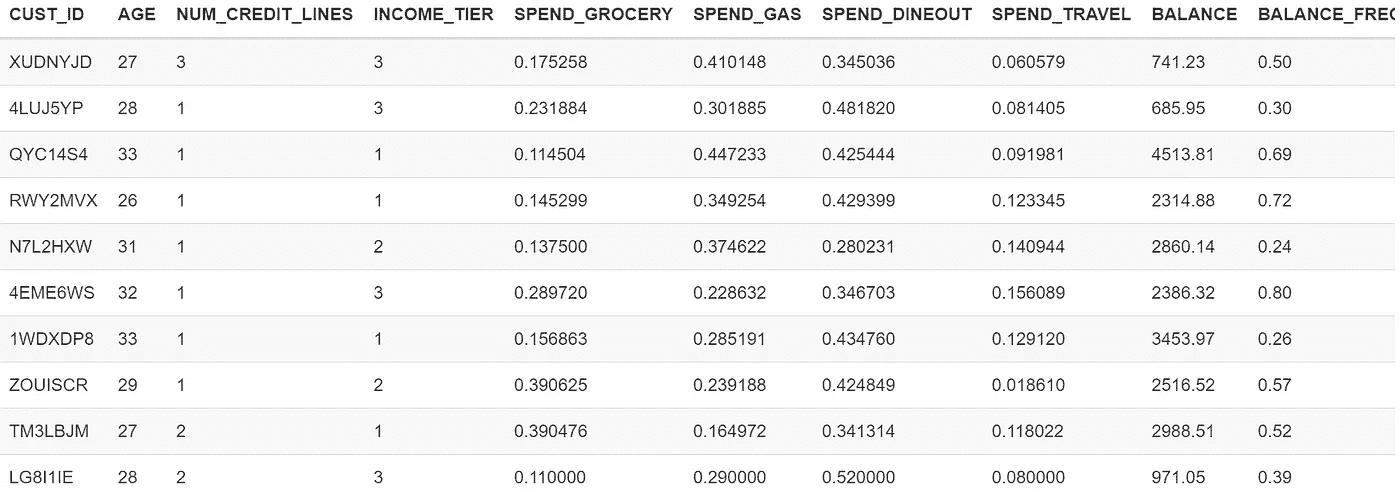 CUST_ID AGE NUM_CREDIT_LINES INCOME_TIER SPEND_GROCERY SPEND_GAS SPEND_DINEOUT SPEND_TRAVEL BALANCE BALANCE_FREC
XUDNYJD 27 3 3 0.175258 0.410148 0.345036 0.060579 741.23 0.50
4LUJ5YP 28 1 3 0.231884 0.301885 0.481820 0.081405 685.95 0.30
QYC14S4 33 1 1 0.114504 0.447233 0.425444 0.091981 4513.81 0.69
RWY2MVX 26 1 1 0.145299 0.349254 0.429399 0.123345 2314.88 0.72
N7L2HXW 31 1 2 0.137500 0.374622 0.280231 0.140944 2860.14 0.24
4EME6WS 32 1 3 0.289720 0.228632 0.346703 0.156089 2386.32 0.80
1WDXDP8 33 1 1 0.156863 0.285191 0.434760 0.129120 3453.97 0.26
ZOUISCR 29 1 2 0.390625 0.239188 0.424849 0.018610 2516.52 0.57
TM3LBJM 27 2 1 0.390476 0.164972 0.341314 0.118022 2988.51 0.52
LG8I1IE 28 2 3 0.110000 0.290000 0.520000 0.080000 971.05 0.39